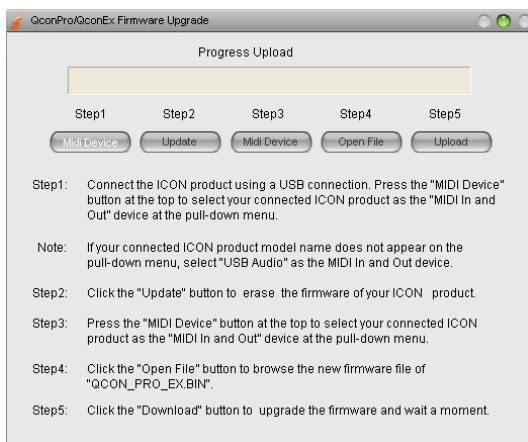 QconPro/QconEx Firmware Upgrade
Progress Upload
Step1 Step2 Step3 Step4 Step5
Midi Device Update Midi Device Open File Upload
Step1: Connect the ICON product using a USB connection. Press the "MIDI Device"
button at the top to select your connected ICON product as the "MIDI In and
Out" device at the pull-down menu.
Note: If your connected ICON product model name does not appear on the
pull-down menu, select "USB Audio" as the MIDI In and Out device.
Step2: Click the "Update" button to erase the firmware of your ICON product.
Step3: Press the "MIDI Device" button at the top to select your connected ICON
product as the "MIDI In and Out" device at the pull-down menu.
Step4: Click the "Open File" button to browse the new firmware file of
"QCON_PRO_EX.BIN".
Step5: Click the "Download" button to upgrade the firmware and wait a moment.